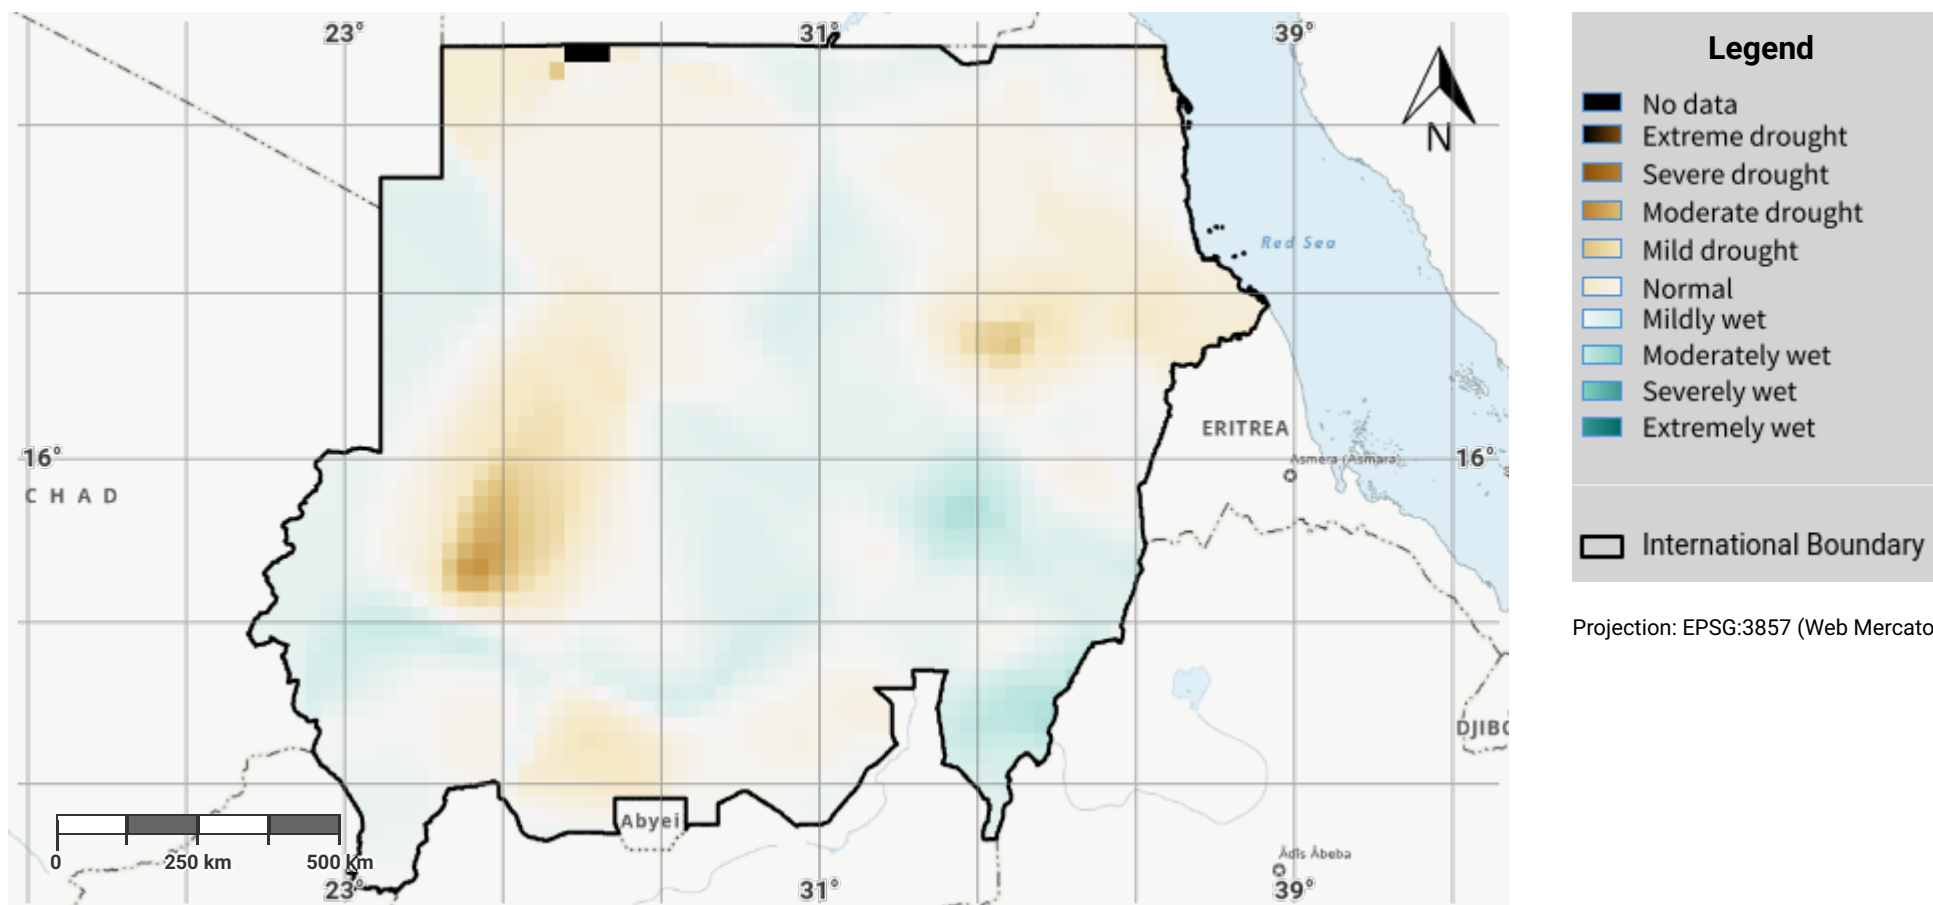 23°
31°
39°
Red Sea
N
16°
16°
CHAD
ERITREA
Asmera (Asmara)
DJIBO
Abyei
Ādīs Ābeba
0
250 km
500 km
23°
31°
39°
Legend
No data
Extreme drought
Severe drought
Moderate drought
Mild drought
Normal
Mildly wet
Moderately wet
Severely wet
Extremely wet
International Boundary
Projection: EPSG:3857 (Web Mercato